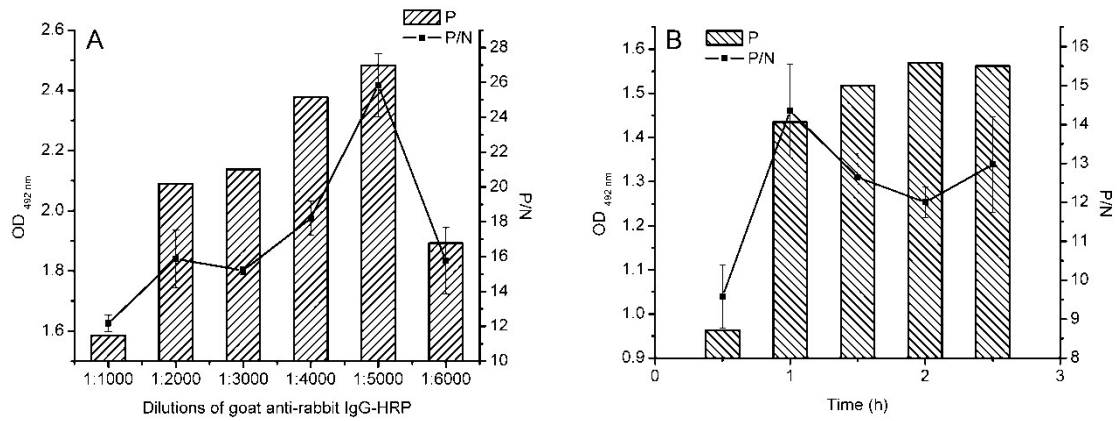 A
P
P/N
2.6
2.4
2.2
2.0
1.8
1.6
28
26
24
22
20
18
16
14
12
10
OD 492 nm
P/N
1:1000 1:2000 1:3000 1:4000 1:5000 1:6000
Dilutions of goat anti-rabbit IgG-HRP
B
P
P/N
1.6
1.5
1.4
1.3
1.2
1.1
1.0
0.9
16
15
14
13
12
11
10
9
8
OD 492 nm
P/N
0 1 2 3
Time (h)